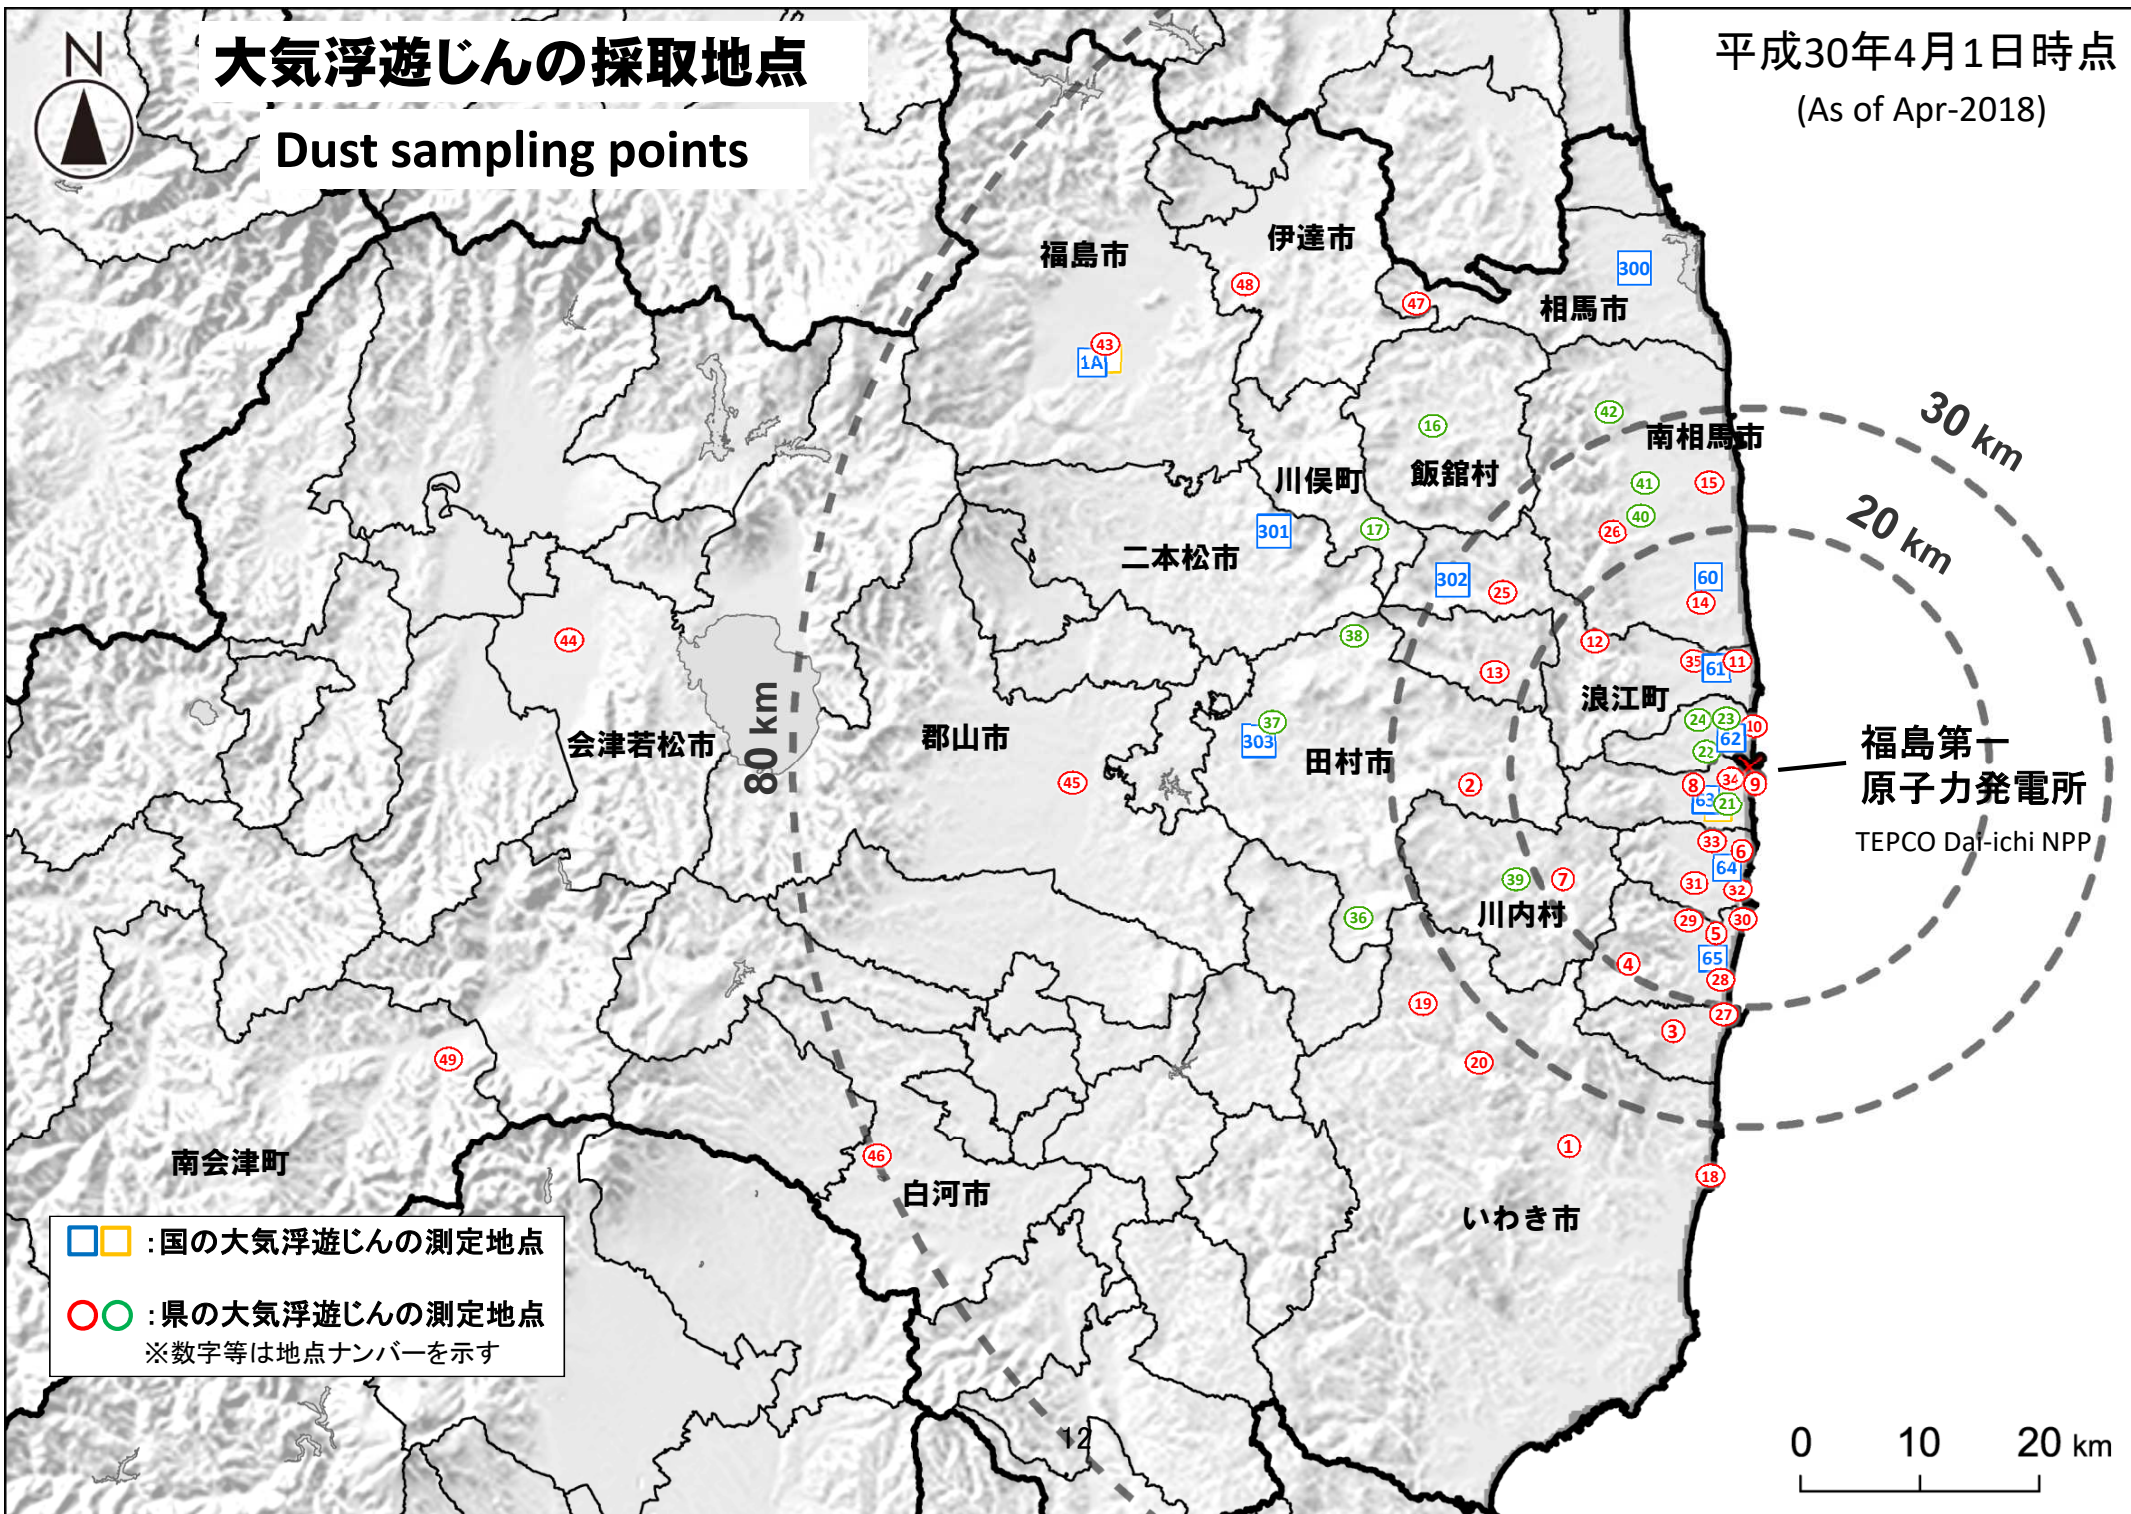 N
大気浮遊じんの採取地点
Dust sampling points
平成30年4月1日時点
(As of Apr-2018)
福島市
伊達市
300
相馬市
48
47
43
1A
42
30 km
16
南相馬市
飯舘村
川俣町
41
15
20 km
40
26
301
17
二本松市
302
60
25
14
44
38
12
35
61
11
13
浪江町
80 km
24
23
10
37
303
62
22
会津若松市
郡山市
田村市
福島第一
原子力発電所
TEPCO Dai-ichi NPP
45
2
8
34
9
63
21
33
6
64
39
7
31
32
川内村
36
29
30
5
4
65
28
19
27
3
49
20
1
46
18
南会津町
白河市
いわき市
:国の大気浮遊じんの測定地点
:県の大気浮遊じんの測定地点
※数字等は地点ナンバーを示す
12
0 10 20 km